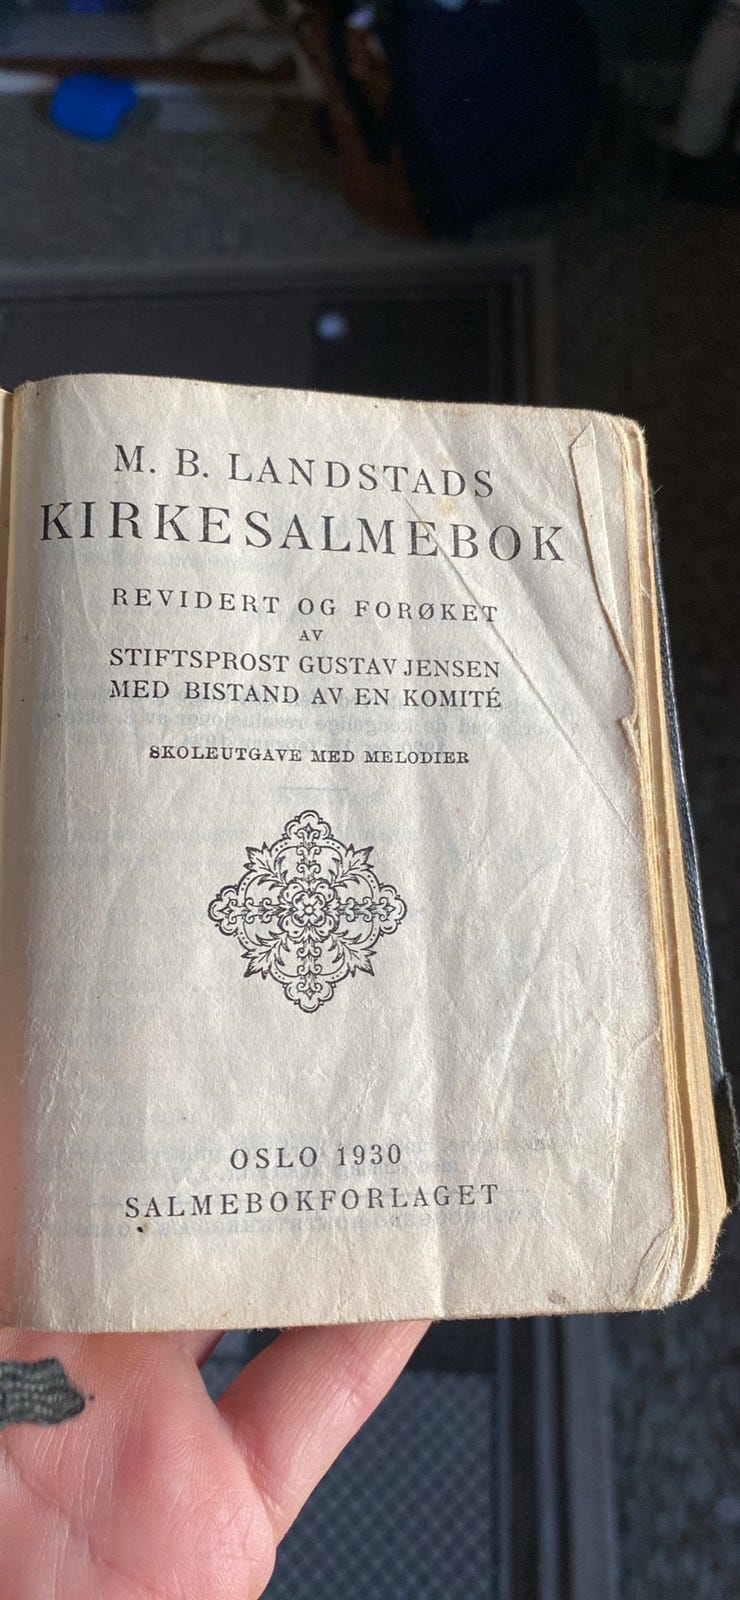 M. B. LANDSTADS
KIRKESALMEBOK
REVIDERT OG FORØKET
AV
STIFTSPROST GUSTAV JENSEN
MED BISTAND AV EN KOMITÉ
SKOLEUTGAVE MED MELODIER
OSLO 1930
SALMEBOKFORLAGET